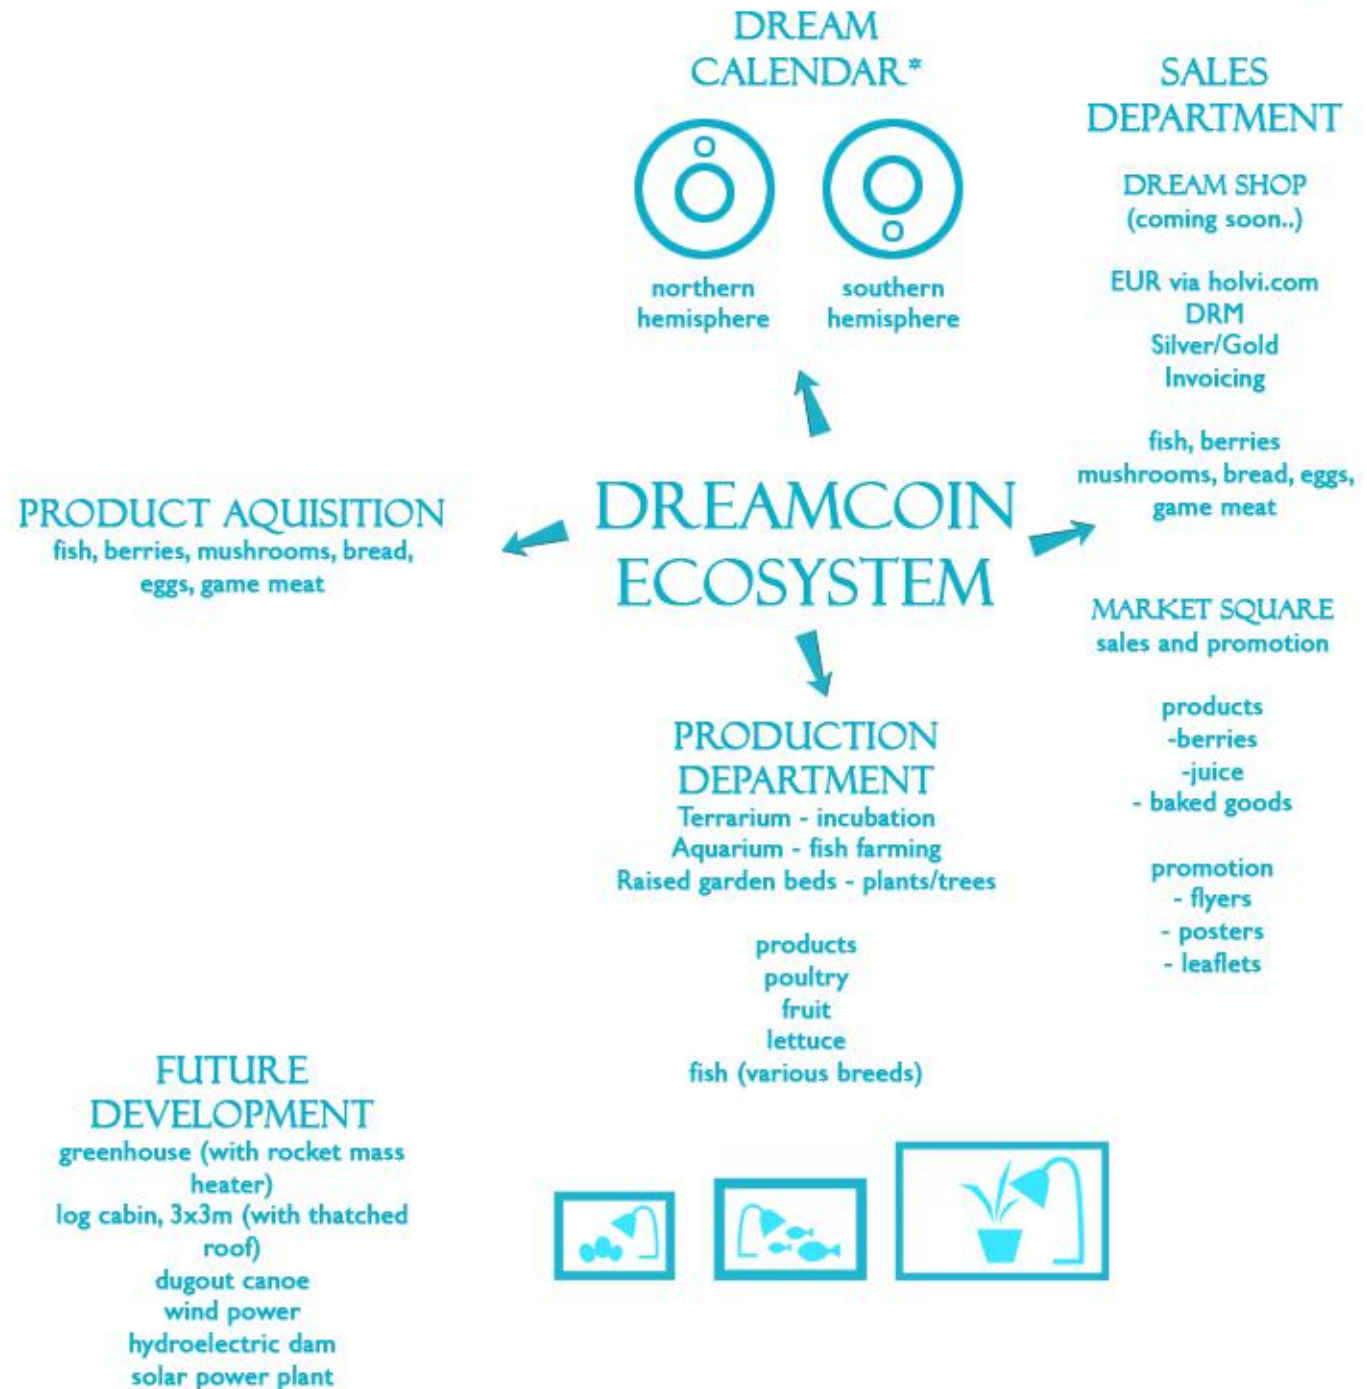 DREAM
CALENDAR*
northern
hemisphere
southern
hemisphere
SALES
DEPARTMENT
DREAM SHOP
(coming soon..)
EUR via holvi.com
DRM
Silver/Gold
Invoicing
fish, berries
mushrooms, bread, eggs,
game meat
PRODUCT AQUISITION
fish, berries, mushrooms, bread,
eggs, game meat
DREAMCOIN
ECOSYSTEM
MARKET SQUARE
sales and promotion
products
-berries
-juice
- baked goods
promotion
- flyers
- posters
- leaflets
PRODUCTION
DEPARTMENT
Terrarium - incubation
Aquarium - fish farming
Raised garden beds - plants/trees
products
poultry
fruit
lettuce
fish (various breeds)
FUTURE
DEVELOPMENT
greenhouse (with rocket mass
heater)
log cabin, 3x3m (with thatched
roof)
dugout canoe
wind power
hydroelectric dam
solar power plant